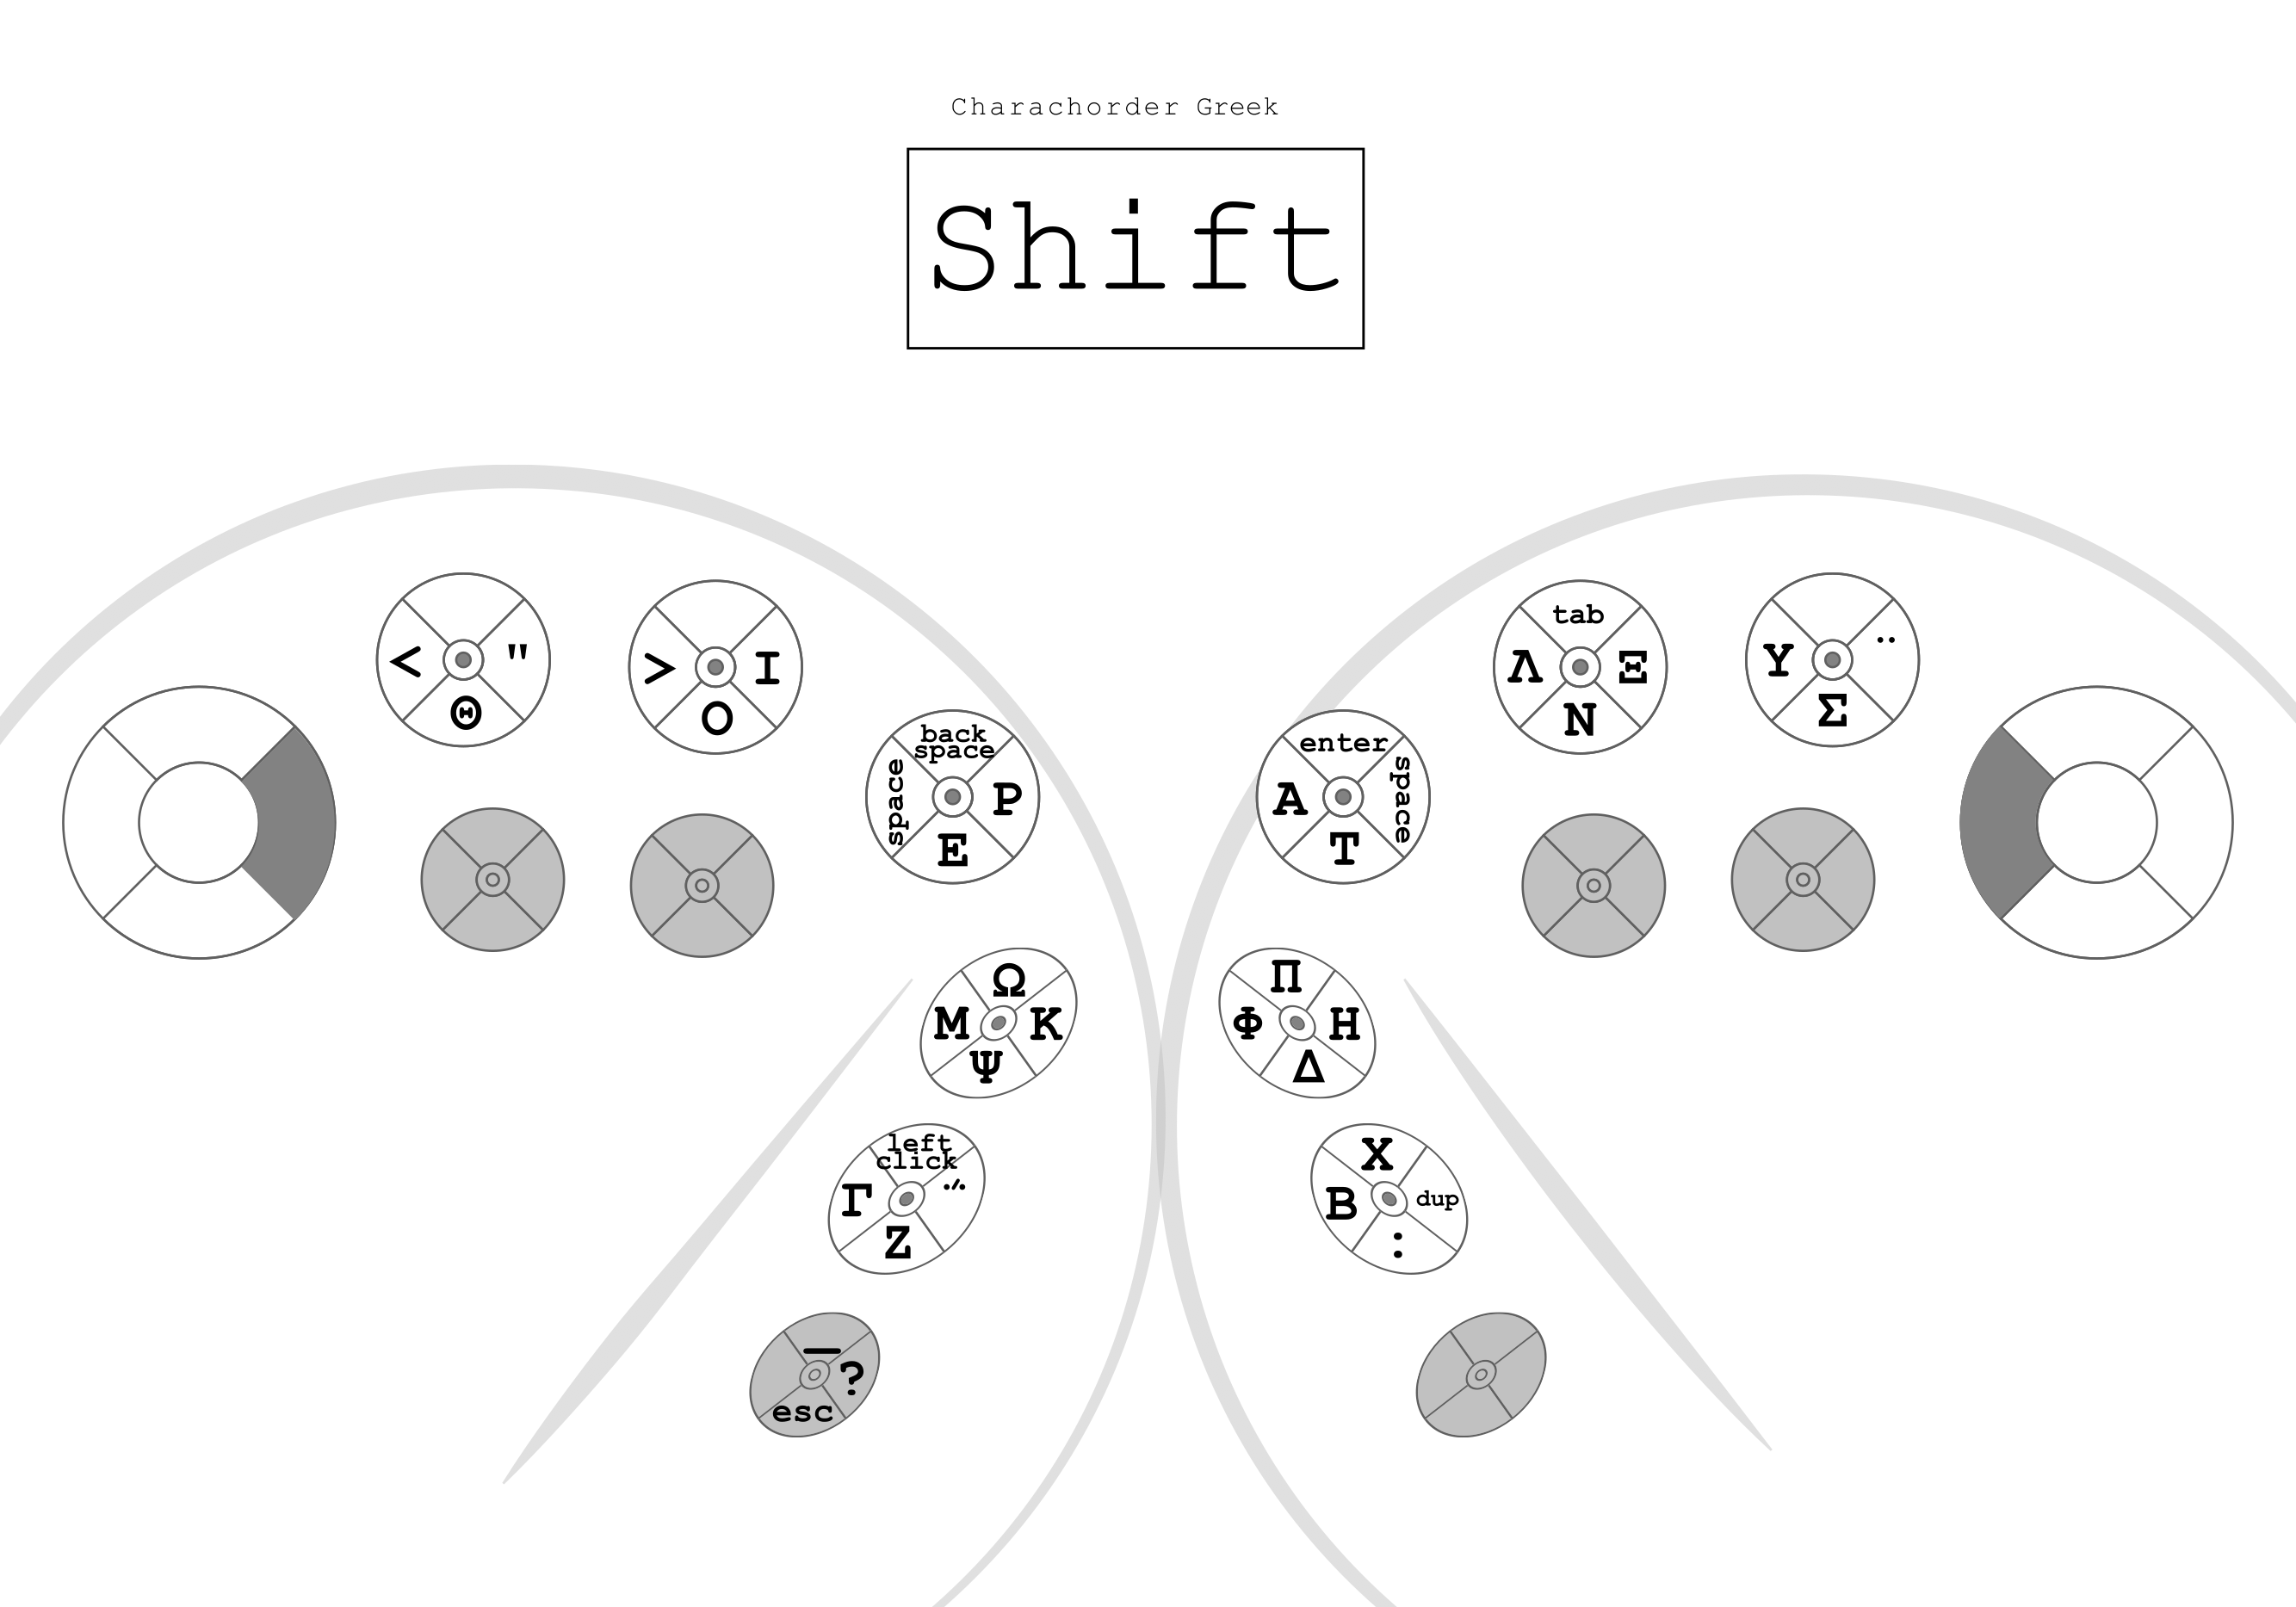 Charachorder Greek
Shift
< " Θ
> I O
back
space
space P E
tab
Λ Ξ N
¨
Υ Σ
enter
A space T
Ω
M K
Ψ
Π
Φ H
Δ
left
click
Γ ΅
Z
X
B dup
:
_
?
esc